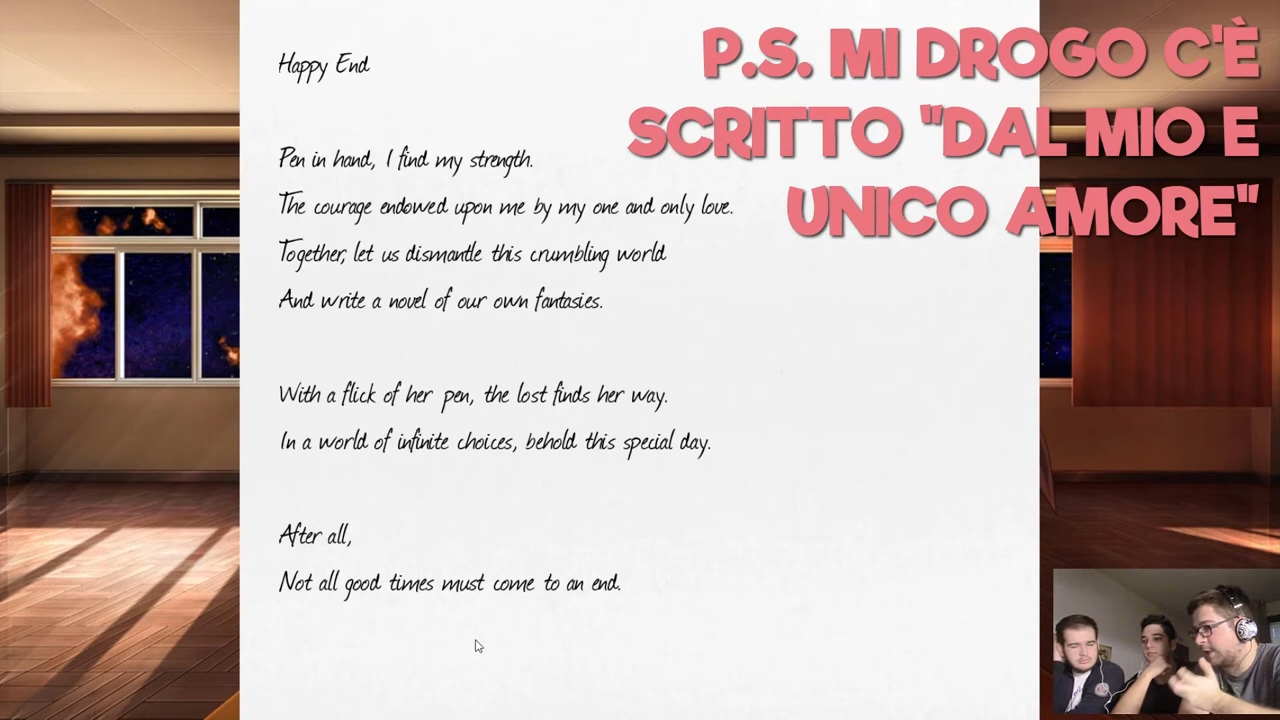 Happy End
Pen in hand, I find my strength.
The courage endowed upon me by my one and only love.
Together, let us dismantle this crumbling world
And write a novel of our own fantasies.
With a flick of her pen, the lost finds her way.
In a world of infinite choices, behold this special day.
After all,
Not all good times must come to an end.
P.S. MI DROGO C'È
SCRITTO "DAL MIO E
UNICO AMORE"